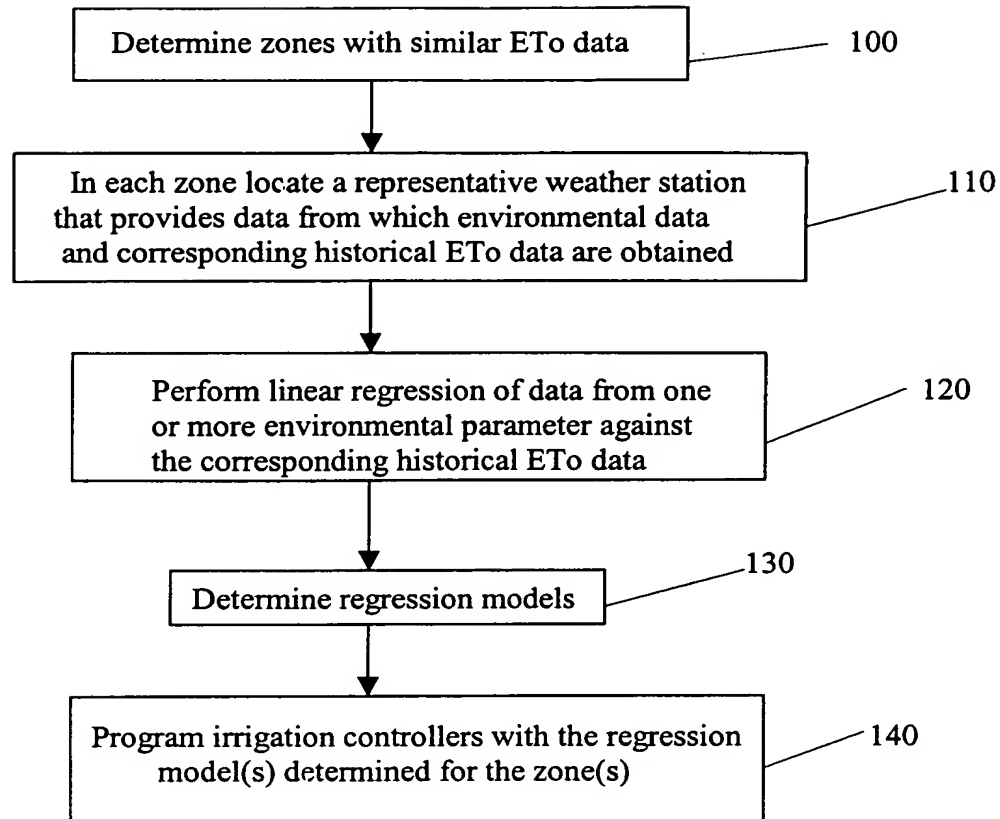 Determine zones with similar ETo data
100
In each zone locate a representative weather station
that provides data from which environmental data
and corresponding historical ETo data are obtained
110
Perform linear regression of data from one
or more environmental parameter against
the corresponding historical ETo data
120
Determine regression models
130
Program irrigation controllers with the regression
model(s) determined for the zone(s)
140